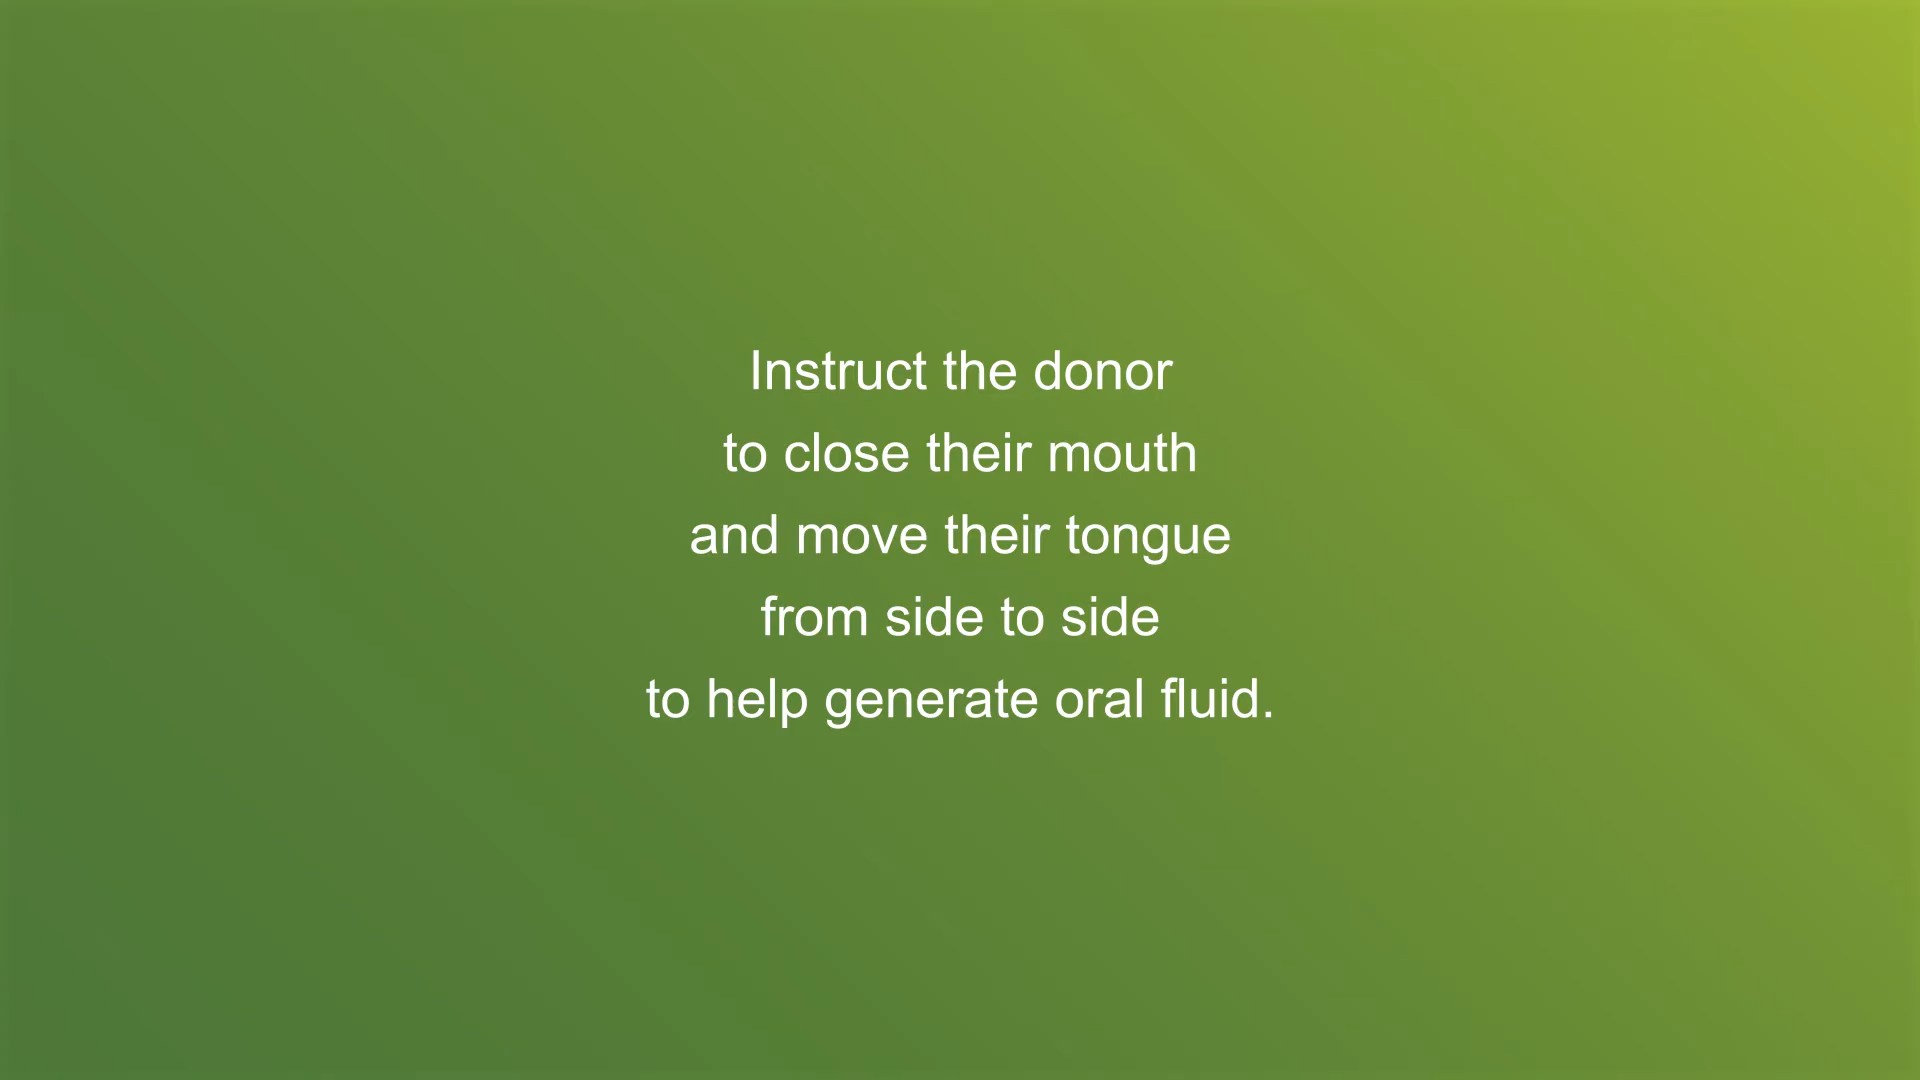 Instruct the donor
to close their mouth
and move their tongue
from side to side
to help generate oral fluid.